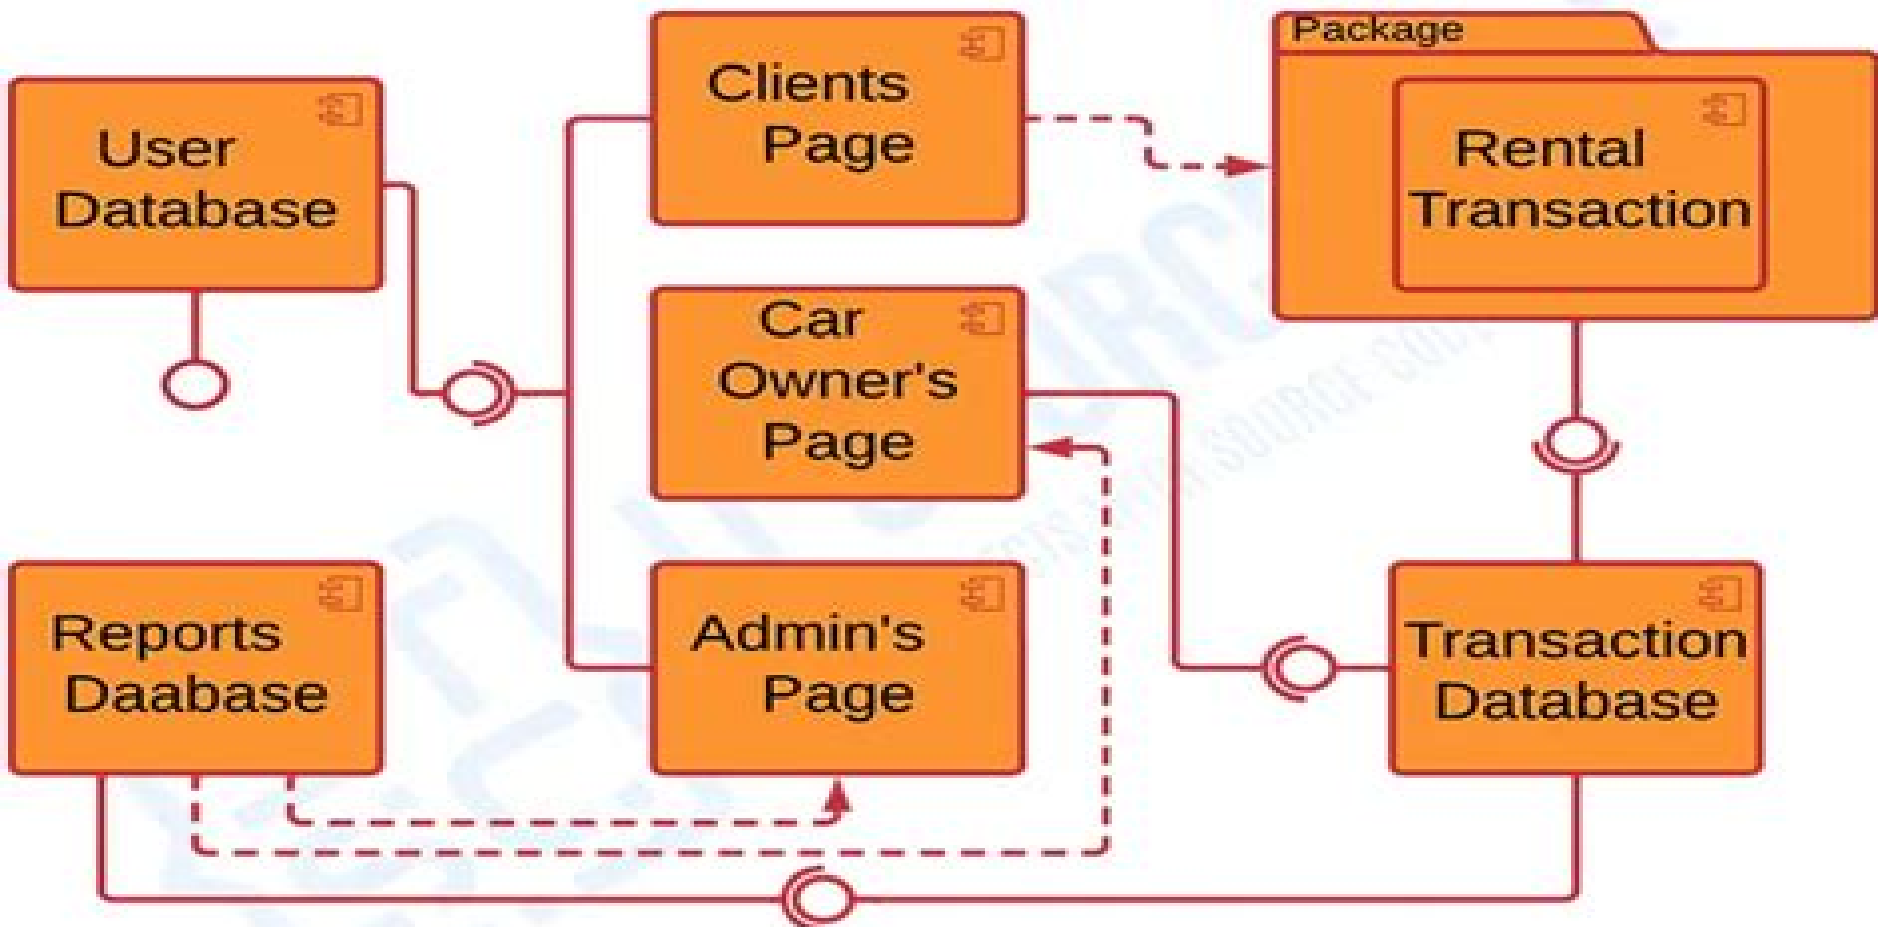 User
Database
Clients
Page
Package
Rental
Transaction
Car
Owner's
Page
Reports
Daabase
Admin's
Page
Transaction
Database